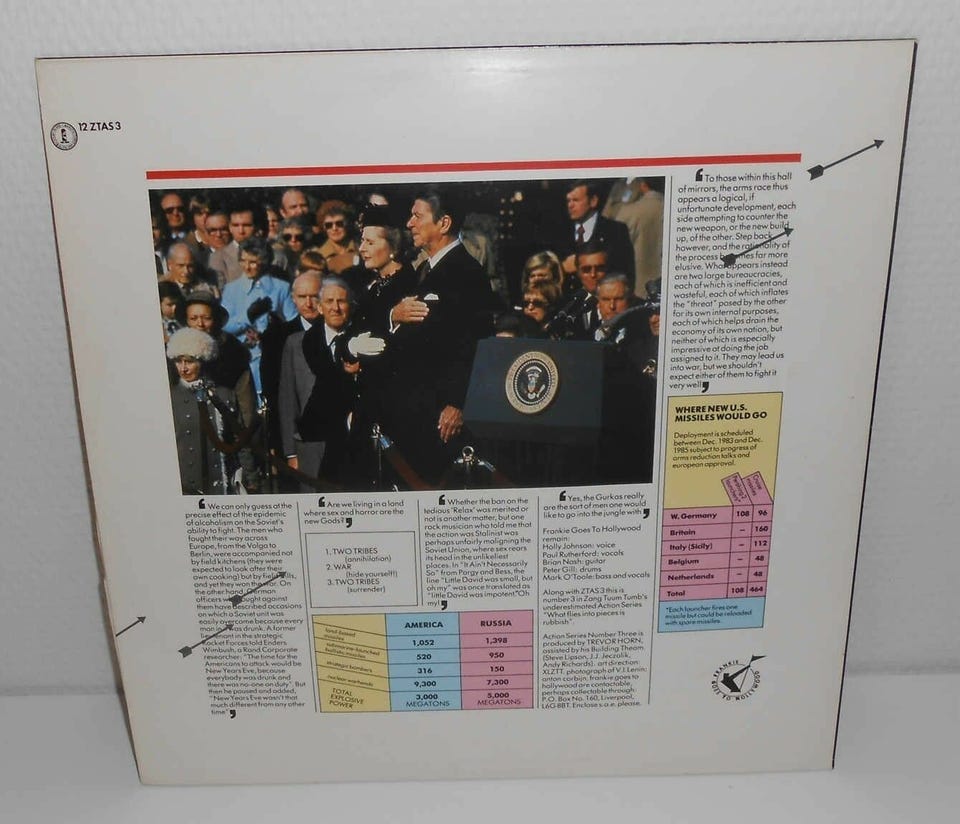 12 ZTAS 3
‘To those within this hall
of mirrors, the arms race thus
appears a logical, if
unfortunate development, each
side attempting to counter the
new weapon, or the new build
up, of the other. Step back
however, and the rationality of
the process becomes far more
elusive. What appears instead
are two large bureaucracies,
each of which is inefficient and
wasteful, each of which inflates
the "threat" posed by the other
for its own internal purposes,
each of which helps drain the
economy of its own nation, but
neither of which is especially
impressive at doing the job
assigned to it. They may lead us
into war, but we shouldn't
expect either of them to fight it
very well’
WHERE NEW U.S.
MISSILES WOULD GO
Deployment is scheduled
between Dec. 1983 and Dec.
1985 subject to progress of
arms reduction talks and
european approval.
Pershing 2 Cruise
missiles
W. Germany 108 96
Britain – 160
Italy (Sicily) – 112
Belgium – 48
Netherlands – 48
Total 108 464
*Each launcher fires one
missile but could be reloaded
with spare missiles.
‘We can only guess at the
precise effect of the epidemic
of alcoholism on the Soviet's
ability to fight. The men who
fought their way across
Europe, from the Volga to
Berlin, were accompanied not
by field kitchens (they were
expected to look after their
own cooking) but by field
and yet they won the war. On
the other hand, German
officers who fought against
them have described occasions
on which a Soviet unit was
easily overcome because every
man in it was drunk. A former
lieutenant in the strategic
Rocket Forces told Enders
Wimbush, a Rand Corporate
researcher: "The time for the
Americans to attack would be
New Years Eve, because
everybody was drunk and
there was no-one on duty". But
then he paused and added,
"New Years Eve wasn't that
much different from any other
time"’
‘Are we living in a land
where sex and horror are the
new Gods?’
1. TWO TRIBES
(annihilation)
2. WAR
(hide yourself)
3. TWO TRIBES
(surrender)
‘Whether the ban on the
tedious 'Relax' was merited or
not is another matter, but one
rock musician who told me that
the action was Stalinist was
perhaps unfairly maligning the
Soviet Union, where sex rears
its head in the unlikeliest
places. In "It Ain't Necessarily
So" from Porgy and Bess, the
line "Little David was small, but
oh my" was once translated as
"Little David was impotent." Oh
my!’
‘Yes, the Gurkas really
are the sort of men one would
like to go into the jungle with’
Frankie Goes To Hollywood
remain:
Holly Johnson: voice
Paul Rutherford: vocals
Brian Nash: guitar
Peter Gill: drums
Mark O'Toole: bass and vocals
Along with ZTAS 3 this is
number 3 in Zang Tuum Tumb's
underestimated Action Series
"What flies into pieces is
rubbish".
Action Series Number Three is
produced by TREVOR HORN,
assisted by his Building Theam
(Steve Lipson, J.J. Jeczalik,
Andy Richards). art direction:
XLZTT. photograph of V.I. Lenin:
anton corbijn. frankie goes to
hollywood are contactable,
perhaps collectable through:
P.O. Box No. 160, Liverpool,
L69 8BT. Enclose s.a.e. please.
AMERICA RUSSIA
land-based
missiles 1,052 1,398
submarine-launched
ballistic missiles 520 950
strategic bombers 316 150
nuclear warheads 9,300 7,300
TOTAL
EXPLOSIVE
POWER 3,000
MEGATONS 5,000
MEGATONS
FRANKIE GOES TO HOLLYWOOD